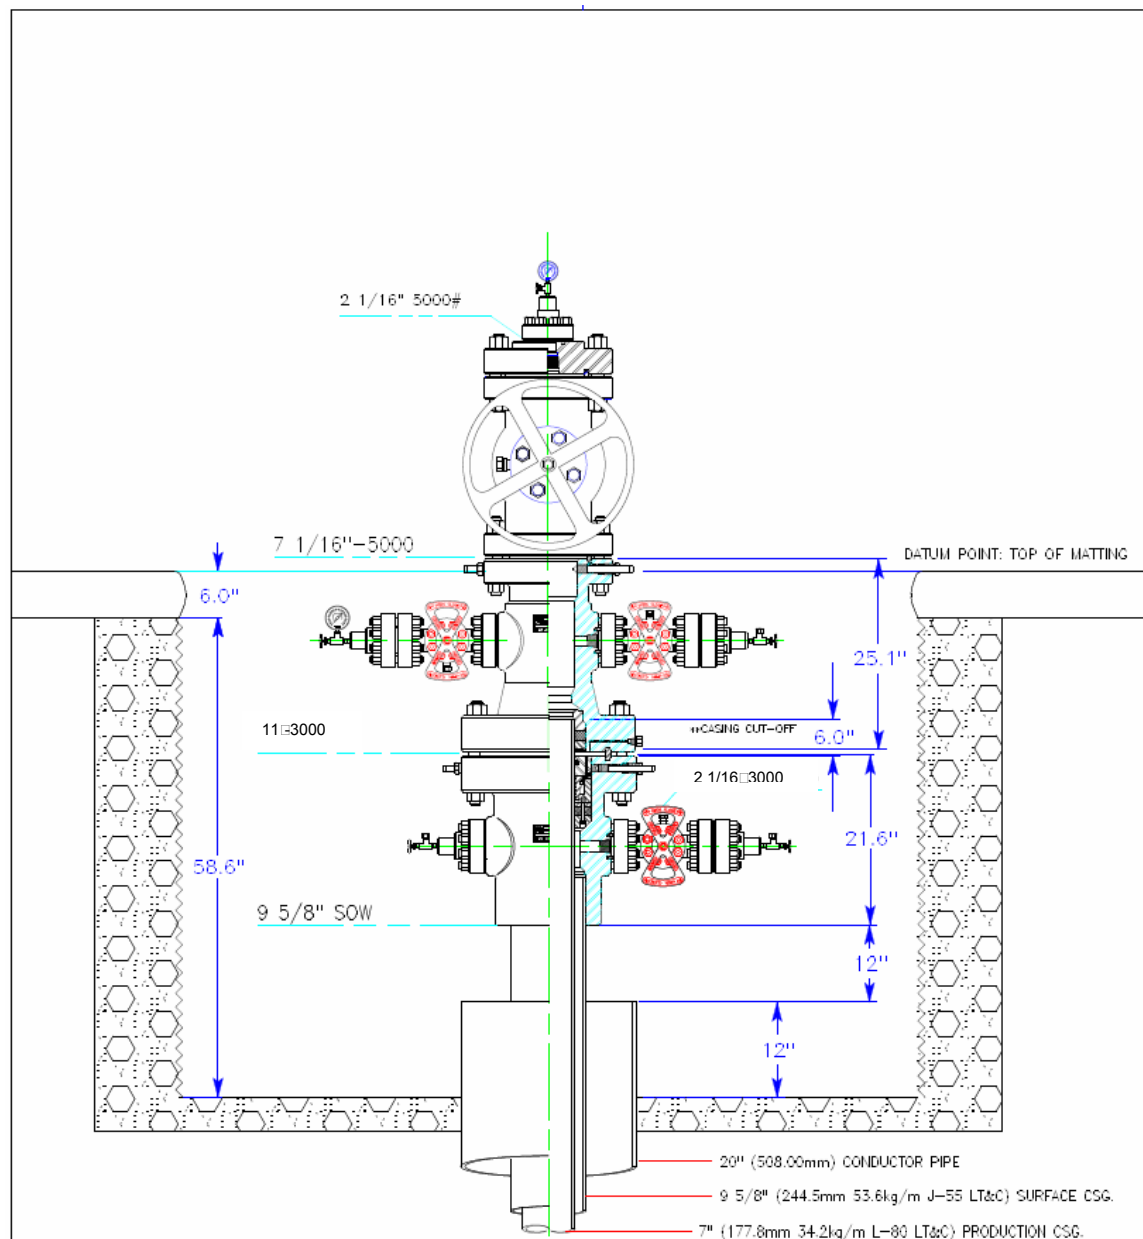 2 1/16" 5000#
7 1/16"-5000
DATUM POINT: TOP OF MATTING
6.0"
25.1"
11□-3000
**CASING CUT-OFF
6.0"
2 1/16□3000
21.6"
58.6"
9 5/8" SOW
12"
12"
20" (508.00mm) CONDUCTOR PIPE
9 5/8" (244.5mm 53.6kg/m J-55 LT&C) SURFACE CSG.
7" (177.8mm 34.2kg/m L-80 LT&C) PRODUCTION CSG.